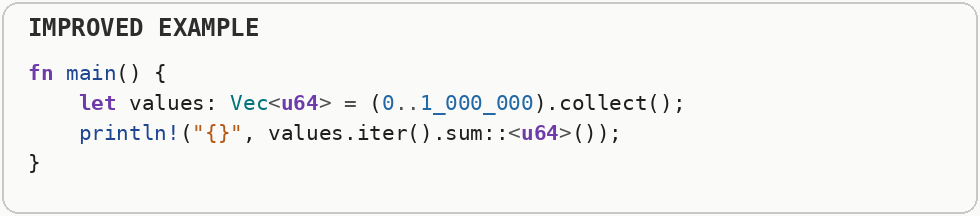 IMPROVED EXAMPLE
fn main() {
    let values: Vec<u64> = (0..1_000_000).collect();
    println!("{}", values.iter().sum::<u64>());
}